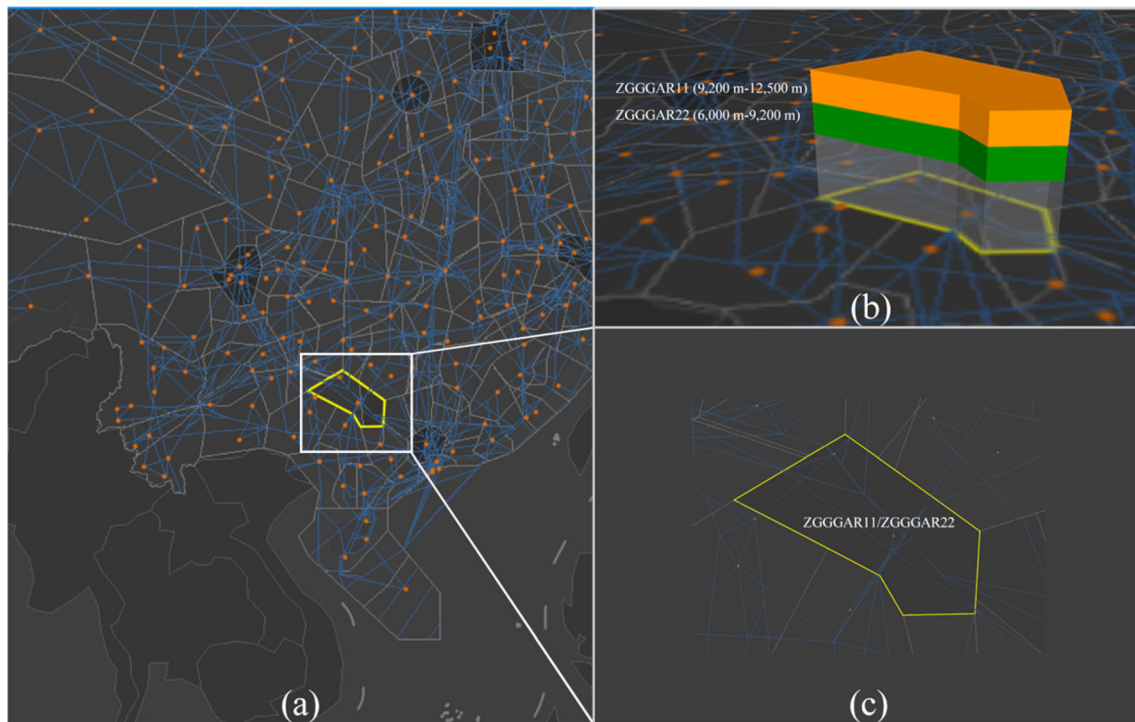 ZGGGAR11 (9,200 m-12,500 m)
ZGGGAR22 (6,000 m-9,200 m)
(b)
ZGGGAR11/ZGGGAR22
(a)
(c)